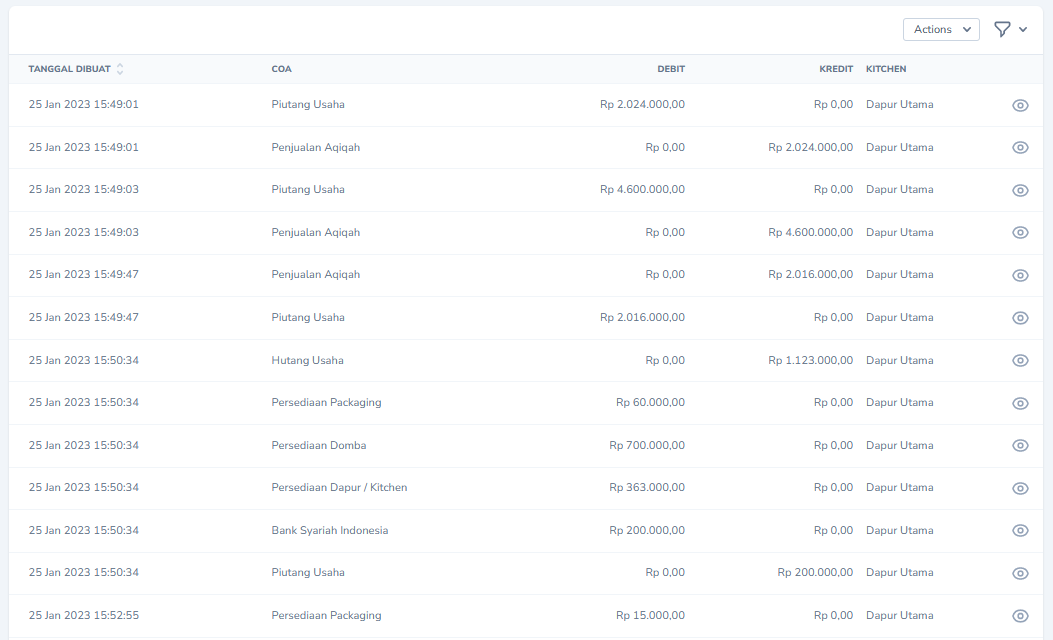 Actions
TANGGAL DIBUAT COA DEBIT KREDIT KITCHEN
25 Jan 2023 15:49:01 Piutang Usaha Rp 2.024.000,00 Rp 0,00 Dapur Utama
25 Jan 2023 15:49:01 Penjualan Aqiqah Rp 0,00 Rp 2.024.000,00 Dapur Utama
25 Jan 2023 15:49:03 Piutang Usaha Rp 4.600.000,00 Rp 0,00 Dapur Utama
25 Jan 2023 15:49:03 Penjualan Aqiqah Rp 0,00 Rp 4.600.000,00 Dapur Utama
25 Jan 2023 15:49:47 Penjualan Aqiqah Rp 0,00 Rp 2.016.000,00 Dapur Utama
25 Jan 2023 15:49:47 Piutang Usaha Rp 2.016.000,00 Rp 0,00 Dapur Utama
25 Jan 2023 15:50:34 Hutang Usaha Rp 0,00 Rp 1.123.000,00 Dapur Utama
25 Jan 2023 15:50:34 Persediaan Packaging Rp 60.000,00 Rp 0,00 Dapur Utama
25 Jan 2023 15:50:34 Persediaan Domba Rp 700.000,00 Rp 0,00 Dapur Utama
25 Jan 2023 15:50:34 Persediaan Dapur / Kitchen Rp 363.000,00 Rp 0,00 Dapur Utama
25 Jan 2023 15:50:34 Bank Syariah Indonesia Rp 200.000,00 Rp 0,00 Dapur Utama
25 Jan 2023 15:50:34 Piutang Usaha Rp 0,00 Rp 200.000,00 Dapur Utama
25 Jan 2023 15:52:55 Persediaan Packaging Rp 15.000,00 Rp 0,00 Dapur Utama